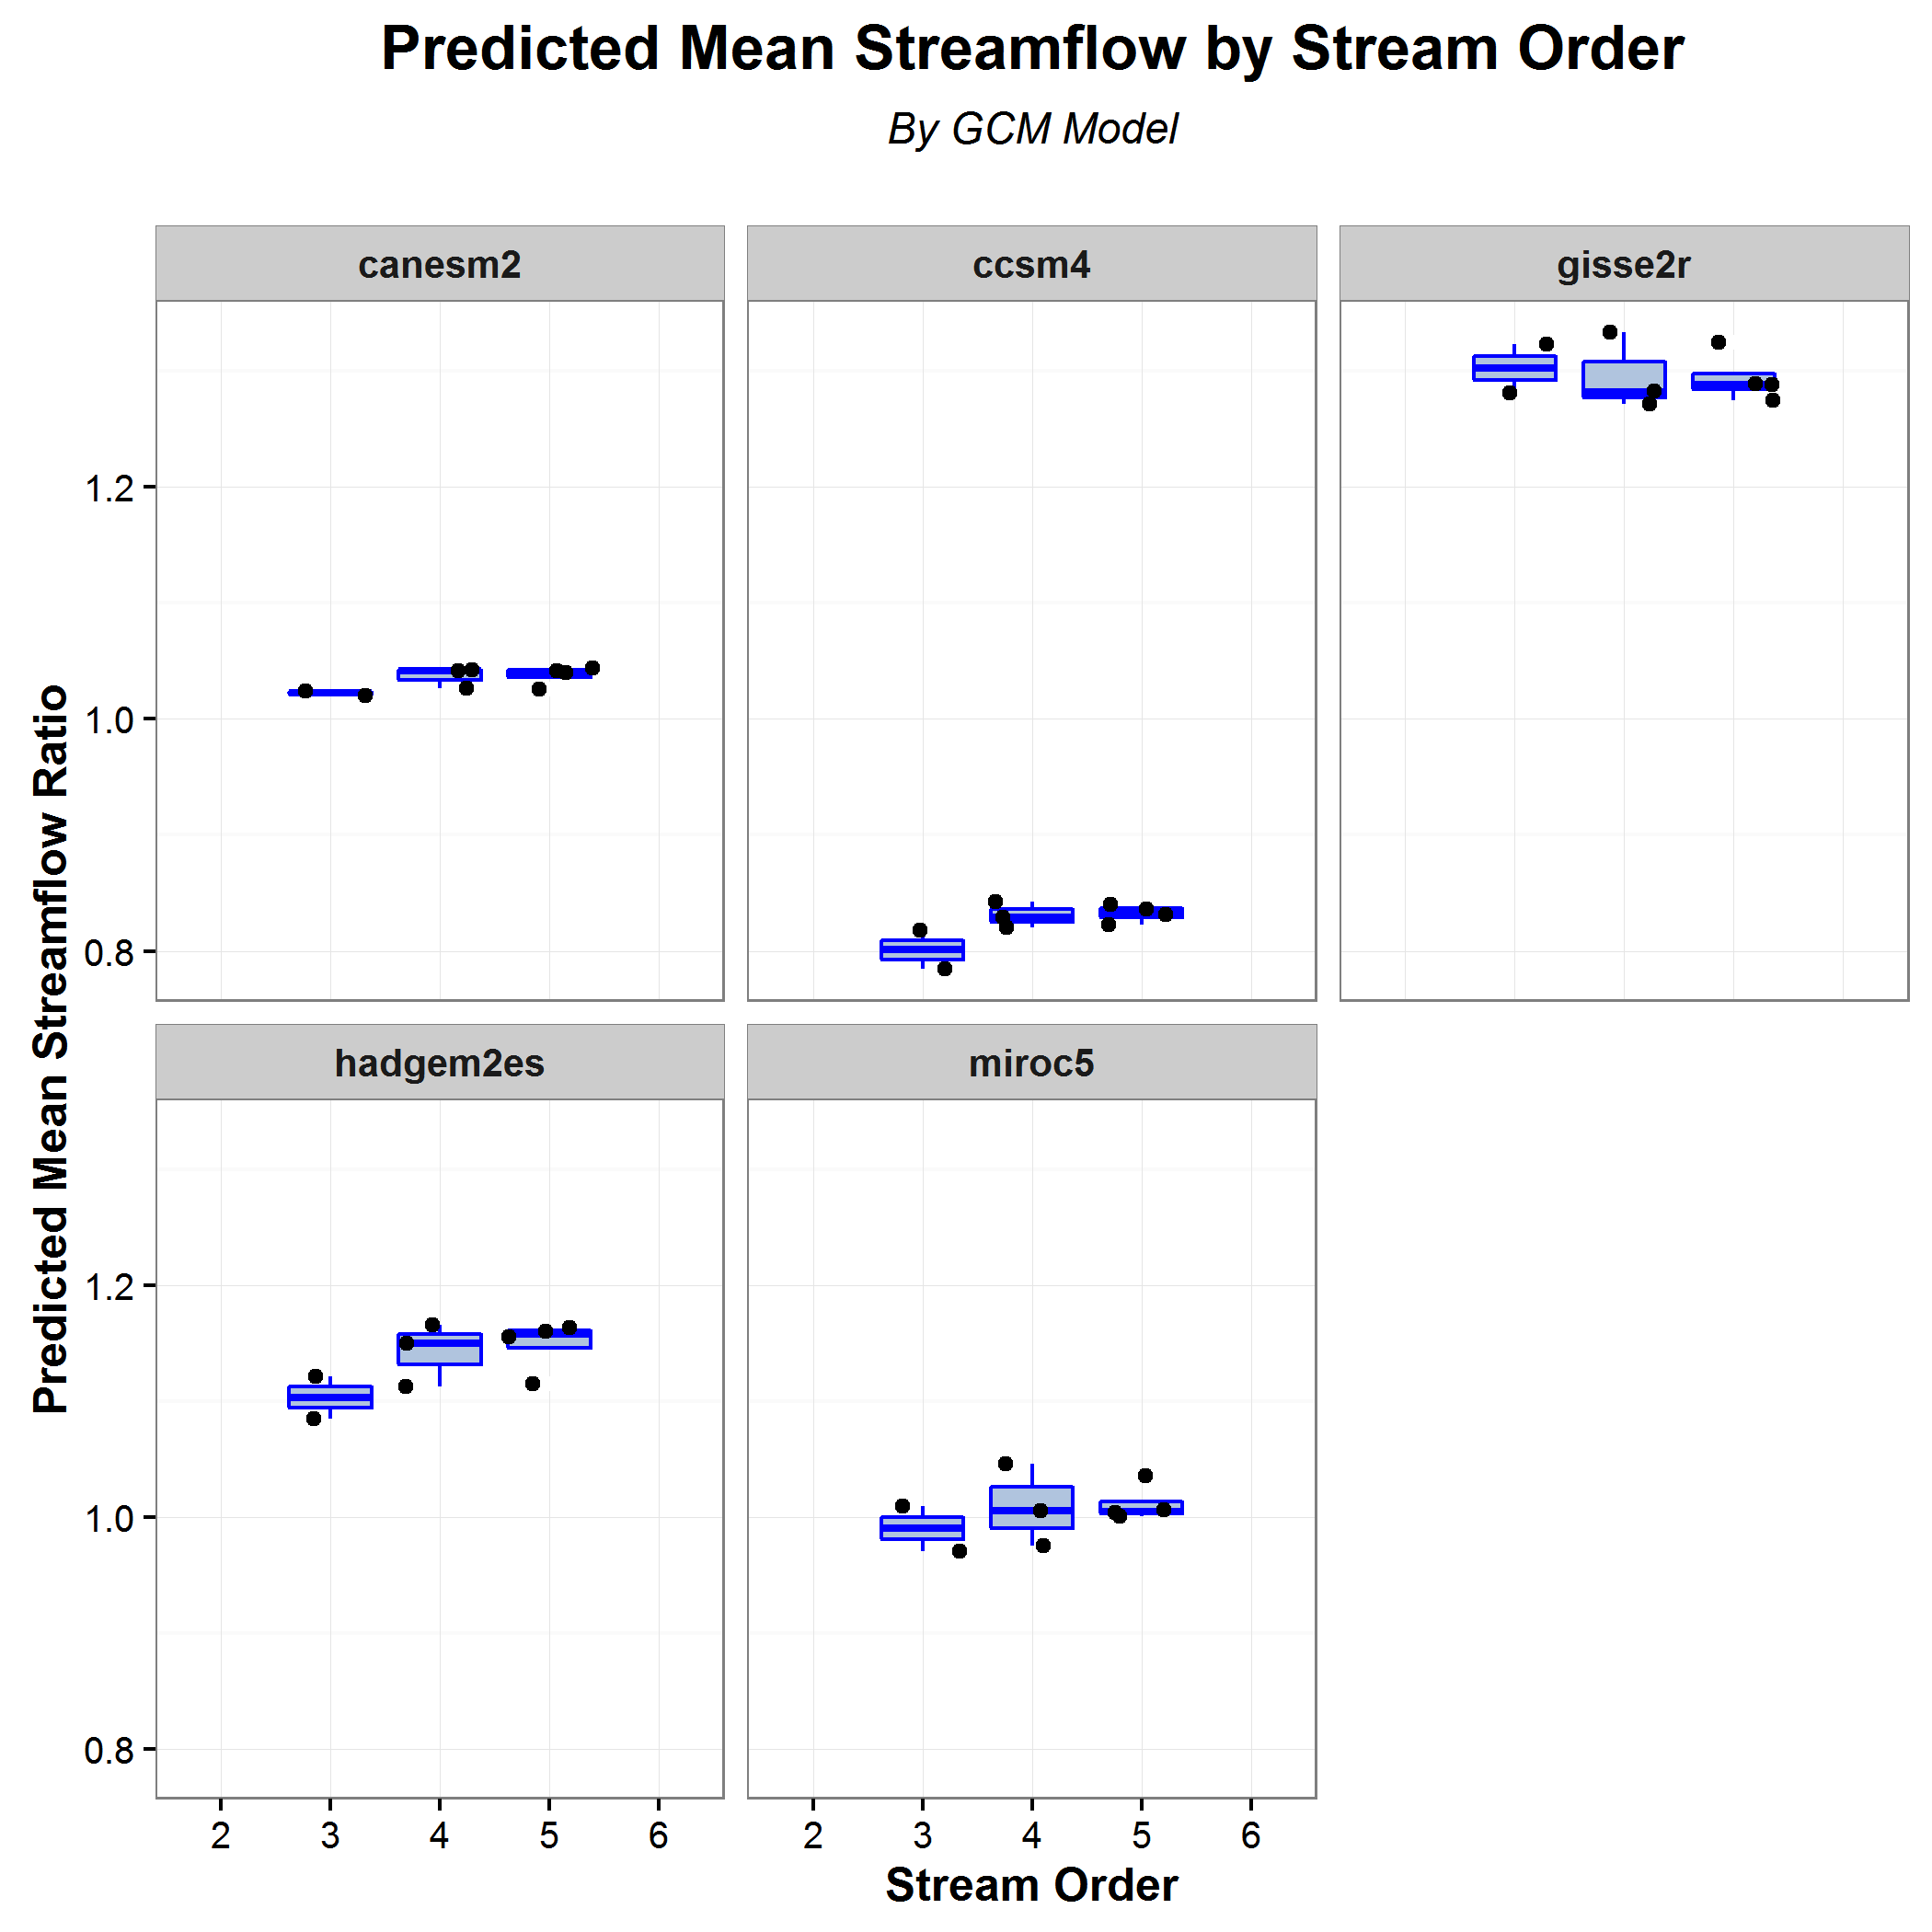 Predicted Mean Streamflow by Stream Order
By GCM Model
canesm2
ccsm4
gisse2r
1.2
1.0
0.8
hadgem2es
miroc5
1.2
1.0
0.8
2 3 4 5 6
2 3 4 5 6
Stream Order
Predicted Mean Streamflow Ratio